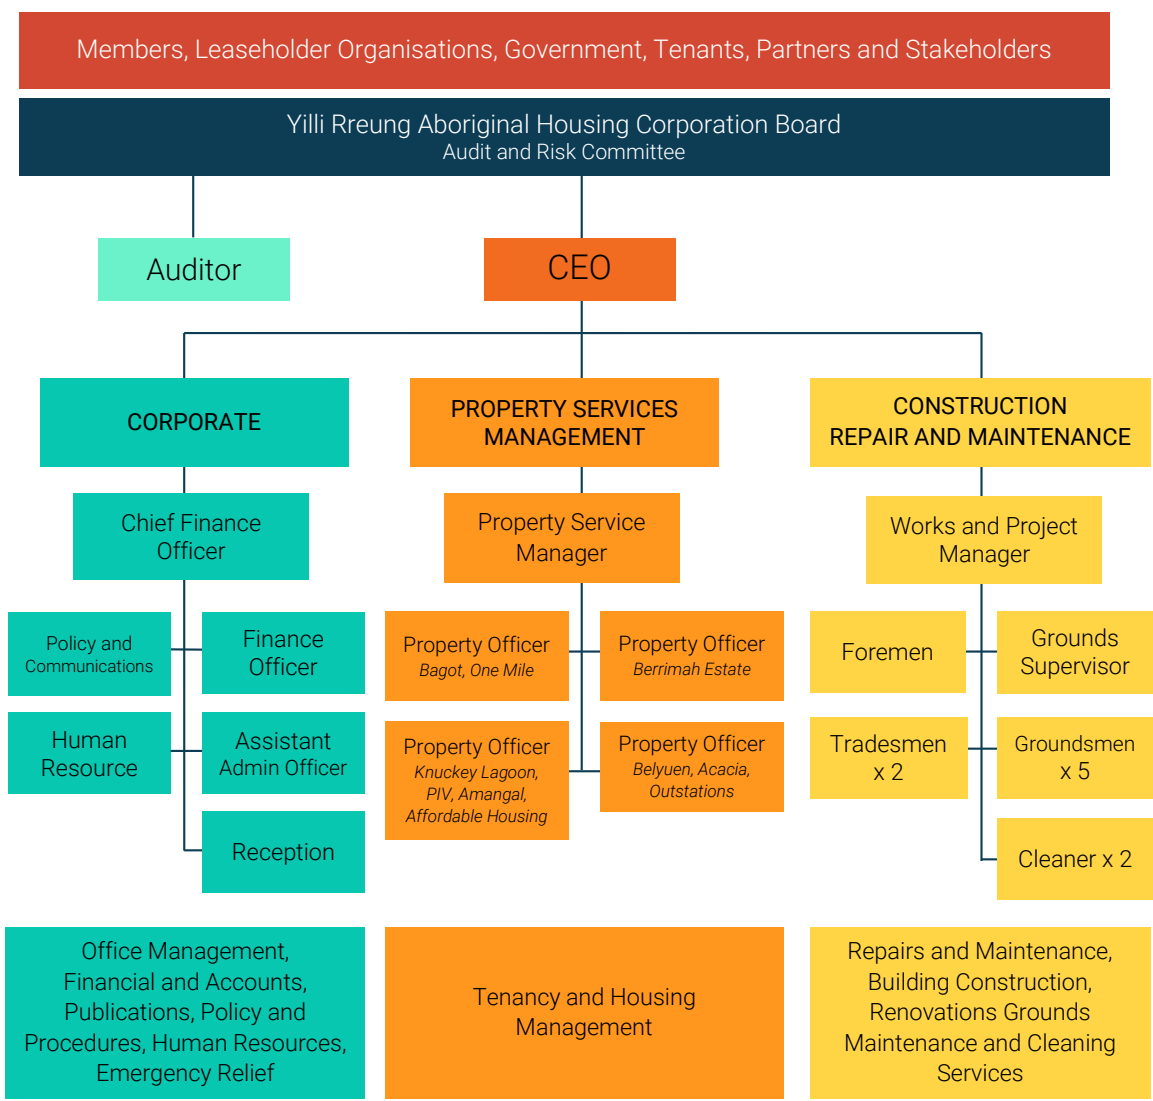 Members, Leaseholder Organisations, Government, Tenants, Partners and Stakeholders
Yilli Rreung Aboriginal Housing Corporation Board
Audit and Risk Committee
Auditor
CEO
CORPORATE
PROPERTY SERVICES
MANAGEMENT
CONSTRUCTION
REPAIR AND MAINTENANCE
Chief Finance
Officer
Property Service
Manager
Works and Project
Manager
Policy and
Communications
Finance
Officer
Human
Resource
Assistant
Admin Officer
Reception
Property Officer
Bagot, One Mile
Property Officer
Berrimah Estate
Property Officer
Knuckey Lagoon,
PIV, Amangal,
Affordable Housing
Property Officer
Belyuen, Acacia,
Outstations
Foremen
Grounds
Supervisor
Tradesmen
x 2
Groundsmen
x 5
Cleaner x 2
Office Management,
Financial and Accounts,
Publications, Policy and
Procedures, Human Resources,
Emergency Relief
Tenancy and Housing
Management
Repairs and Maintenance,
Building Construction,
Renovations Grounds
Maintenance and Cleaning
Services